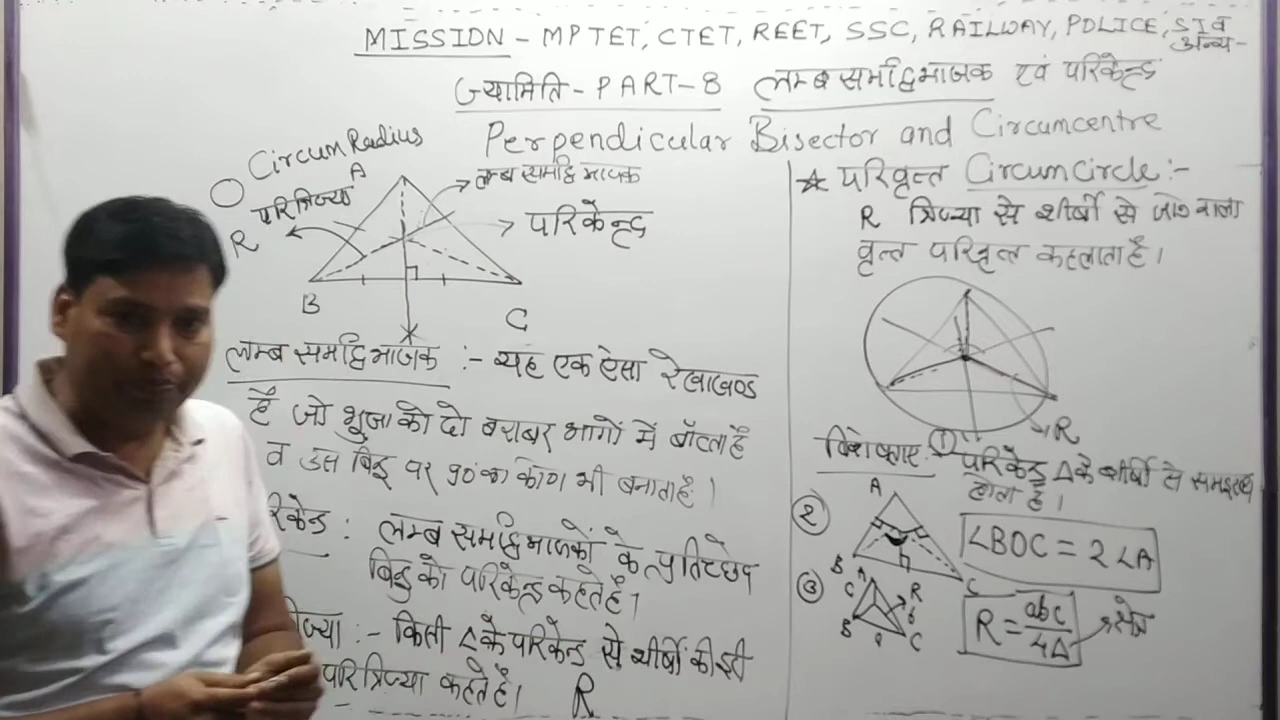 MISSION - MPTET, CTET, REET, SSC, RAILWAY, POLICE, SI व अन्य -
ज्यामिति - PART-8 लम्ब समद्विभाजक एवं परिकेन्द्र
Perpendicular Bisector and Circumcentre
Circum Radius
परित्रिज्या
R
A
लम्ब समद्विभाजक
परिकेन्द्र
B
C
लम्ब समद्विभाजक :- यह एक ऐसा रेखाखण्ड
है जो भुजा को दो बराबर भागों में बाँटता है
व उस बिन्दु पर 90° का कोण भी बनाता है।
रिकेन्द्र : लम्ब समद्विभाजकों के प्रतिच्छेद
बिन्दु को परिकेन्द्र कहते है।
ज्या :- किसी Δ के परिकेन्द्र से शीर्षो की दूरी
परित्रिज्या कहते है। R
☆ परिवृत्त CircumCircle :-
R त्रिज्या से शीर्षो से जाने वाला
वृत्त परिवृत्त कहलाता है।
R
विशेषताएं : ① परिकेन्द्र Δ के शीर्षो से समदूरस्थ
होता है।
② A B C
∠BOC = 2∠A
③ A B C c b a R
R = abc/4Δ → क्षेत्र